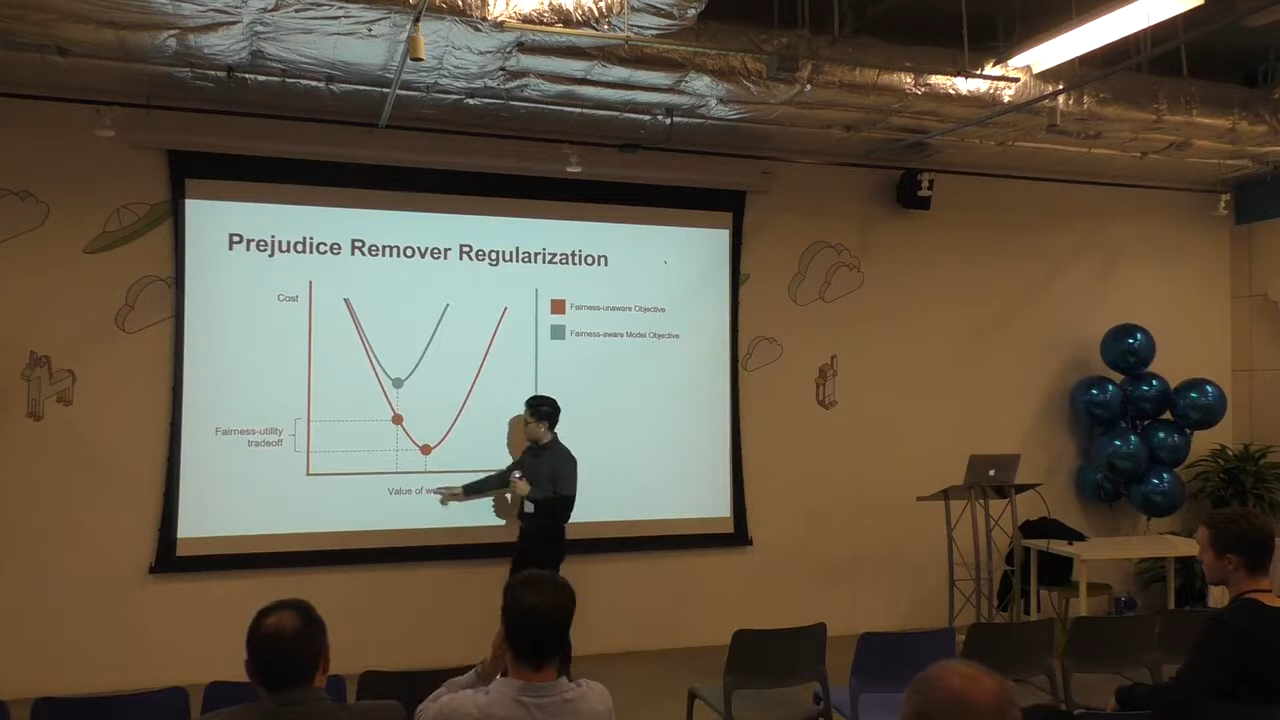 Prejudice Remover Regularization
Cost
Fairness-unaware Objective
Fairness-aware Model Objective
Fairness-utility
tradeoff
Value of